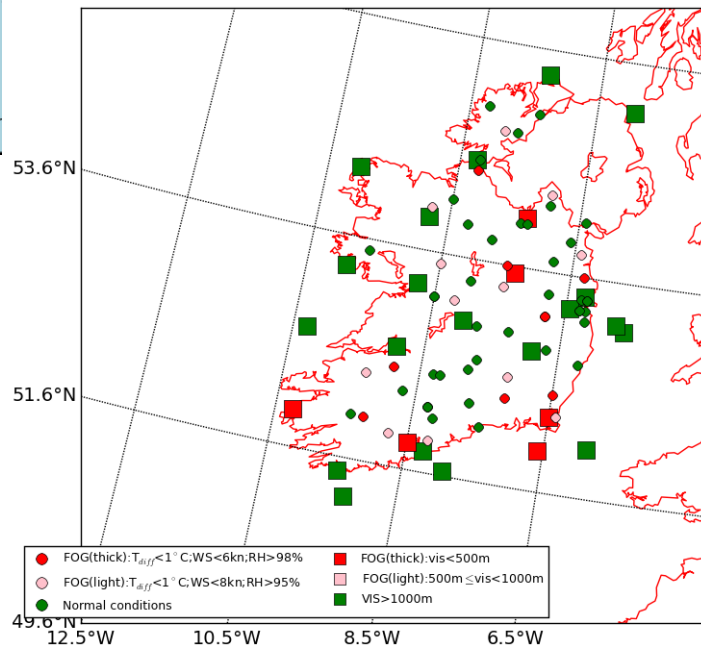 53.6°N
51.6°N
FOG(thick):T_diff<1°C;WS<6kn;RH>98%
FOG(thick):vis<500m
FOG(light):T_diff<1°C;WS<8kn;RH>95%
FOG(light):500m≤vis<1000m
Normal conditions
VIS>1000m
49.6°N
12.5°W 10.5°W 8.5°W 6.5°W